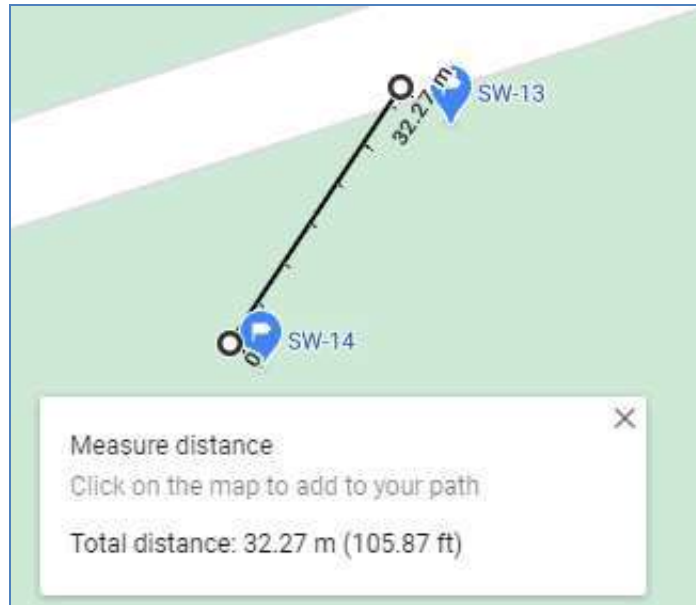 32.27 m
SW-13
0
SW-14
Measure distance
Click on the map to add to your path
Total distance: 32.27 m (105.87 ft)